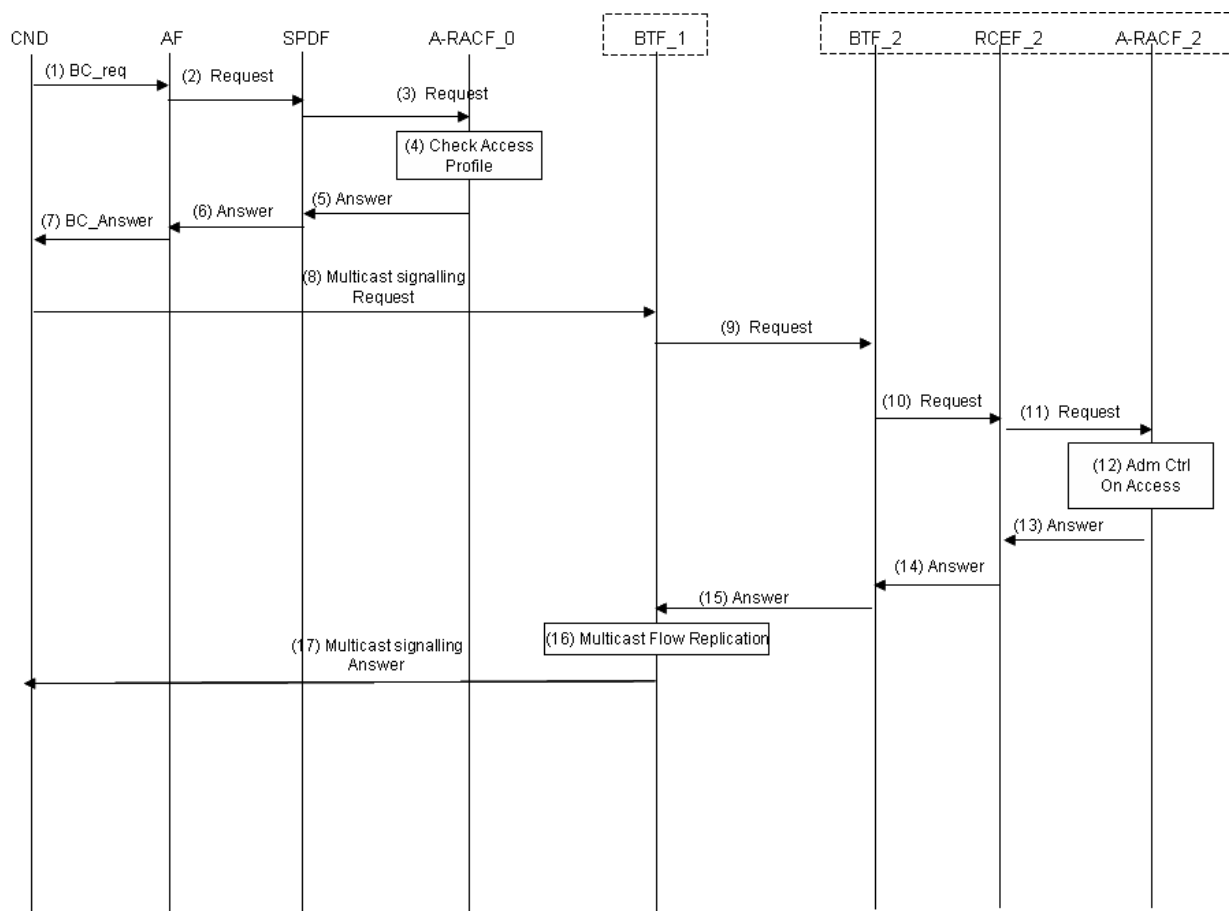 CND AF SPDF A-RACF_0 BTF_1 BTF_2 RCEF_2 A-RACF_2
(1) BC_req
(2) Request
(3) Request
(4) Check Access
Profile
(5) Answer
(6) Answer
(7) BC_Answer
(8) Multicast signalling
Request
(9) Request
(10) Request
(11) Request
(12) Adm Ctrl
On Access
(13) Answer
(14) Answer
(15) Answer
(16) Multicast Flow Replication
(17) Multicast signalling
Answer